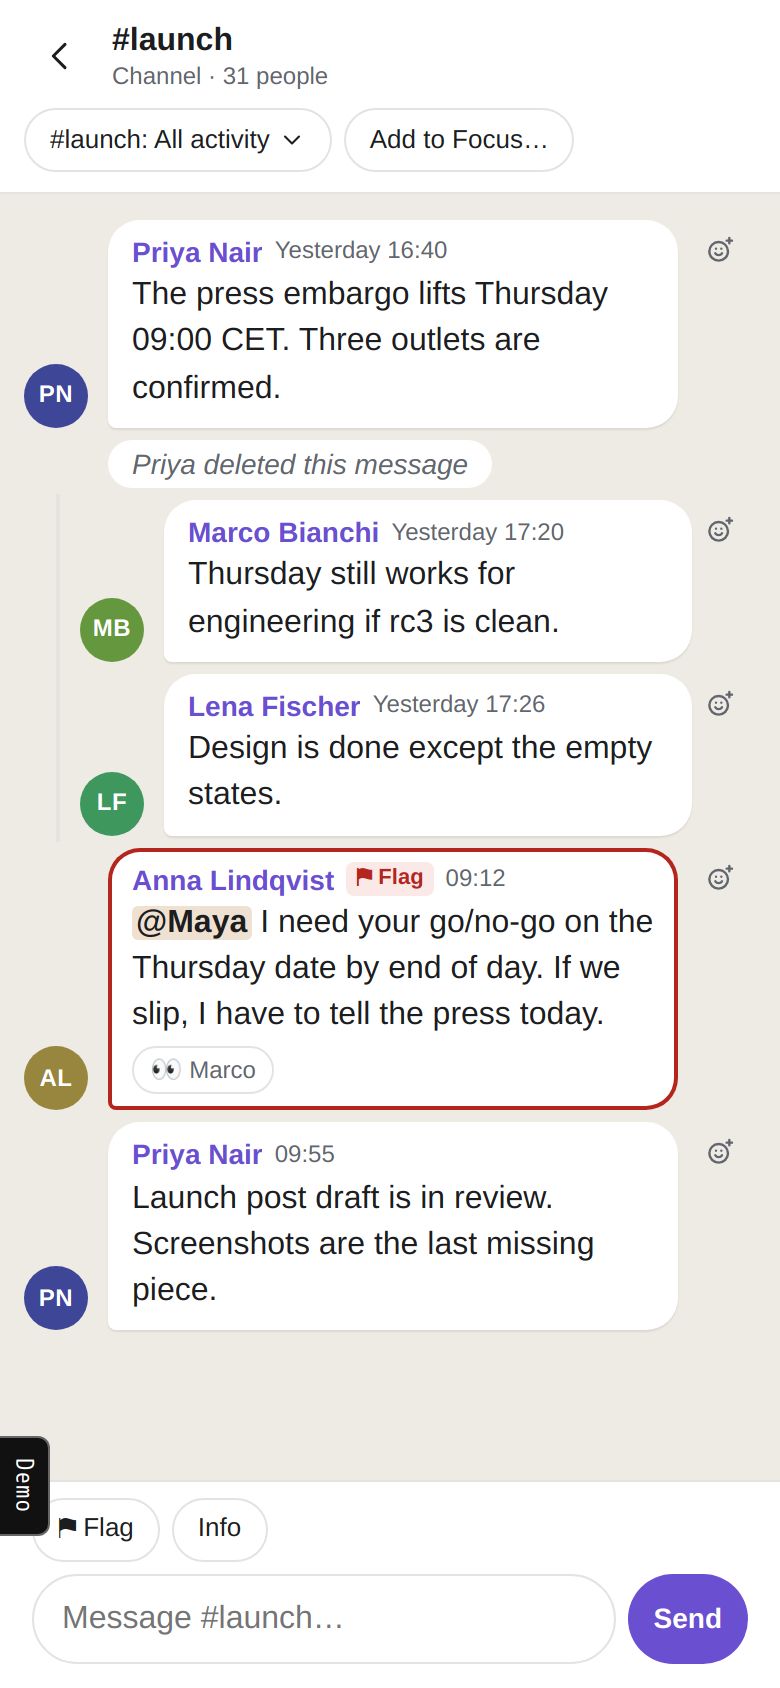 #launch
Channel · 31 people
#launch: All activity
Add to Focus…
Priya Nair Yesterday 16:40
The press embargo lifts Thursday
09:00 CET. Three outlets are
confirmed.
PN
Priya deleted this message
Marco Bianchi Yesterday 17:20
Thursday still works for
engineering if rc3 is clean.
MB
Lena Fischer Yesterday 17:26
Design is done except the empty
states.
LF
Anna Lindqvist Flag 09:12
@Maya I need your go/no-go on the
Thursday date by end of day. If we
slip, I have to tell the press today.
Marco
AL
Priya Nair 09:55
Launch post draft is in review.
Screenshots are the last missing
piece.
PN
Demo
Flag
Info
Message #launch…
Send